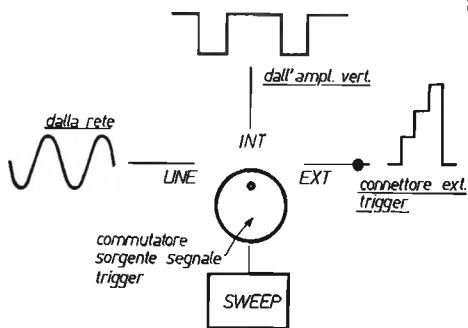 dall'ampl. vert.
dalla rete
INT
LINE
EXT
connettore ext.
trigger
commutatore
sorgente segnale
trigger
SWEEP